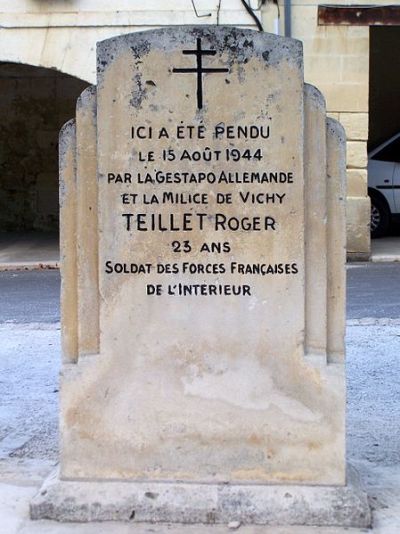 ICI A ÉTÉ PENDU
LE 15 AOÛT 1944
PAR LA GESTAPO ALLEMANDE
ET LA MILICE DE VICHY
TEILLET ROGER
23 ANS
SOLDAT DES FORCES FRANÇAISES
DE L'INTÉRIEUR